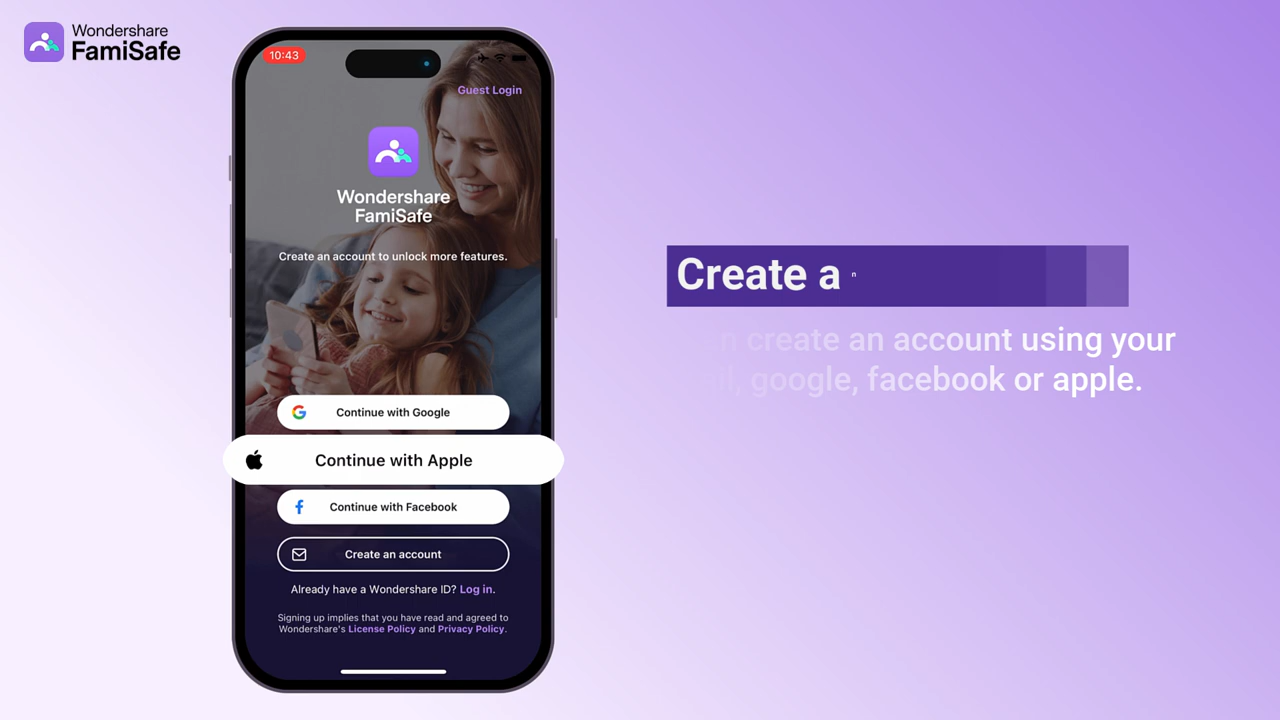 Wondershare
FamiSafe
10:43
Guest Login
Wondershare
FamiSafe
Create an account to unlock more features.
Continue with Google
Continue with Apple
Continue with Facebook
Create an account
Already have a Wondershare ID? Log in.
Signing up implies that you have read and agreed to
Wondershare's License Policy and Privacy Policy.
Create a n
create an account using your
google, facebook or apple.